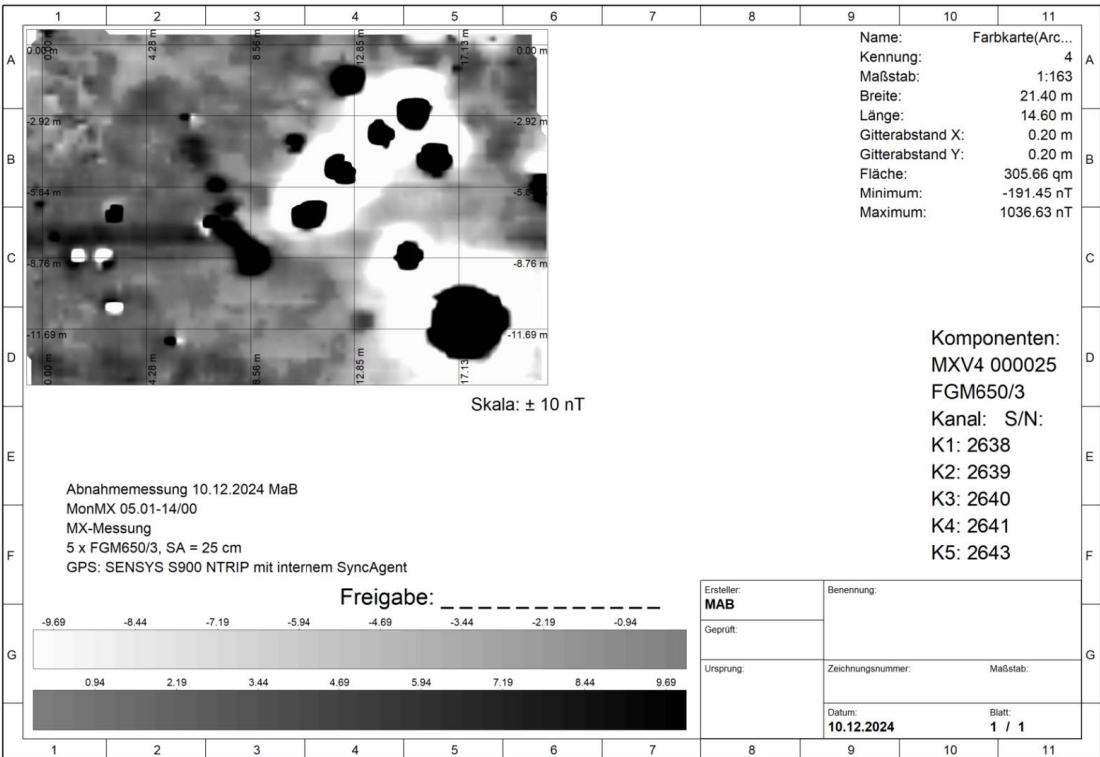 1 2 3 4 5 6 7 8 9 10 11
A A
B B
C C
D D
E E
F F
G G
1 2 3 4 5 6 7 8 9 10 11
0.00 m 4.28 m 8.56 m 12.85 m 17.13 m 0.00 m
-2.92 m -2.92 m
-5.84 m
-8.76 m -8.76 m
-11.69 m -11.69 m
0.00 m 4.28 m 8.56 m 12.85 m 17.13
Skala: ± 10 nT
Name: Farbkarte(Arc...
Kennung: 4
Maßstab: 1:163
Breite: 21.40 m
Länge: 14.60 m
Gitterabstand X: 0.20 m
Gitterabstand Y: 0.20 m
Fläche: 305.66 qm
Minimum: -191.45 nT
Maximum: 1036.63 nT
Komponenten:
MXV4 000025
FGM650/3
Kanal: S/N:
K1: 2638
K2: 2639
K3: 2640
K4: 2641
K5: 2643
Abnahmemessung 10.12.2024 MaB
MonMX 05.01-14/00
MX-Messung
5 x FGM650/3, SA = 25 cm
GPS: SENSYS S900 NTRIP mit internem SyncAgent
Freigabe: _ _ _ _ _ _ _ _ _ _ _ _ _
-9.69 -8.44 -7.19 -5.94 -4.69 -3.44 -2.19 -0.94
0.94 2.19 3.44 4.69 5.94 7.19 8.44 9.69
Ersteller:
MAB
Geprüft:
Ursprung:
Benennung:
Zeichnungsnummer: Maßstab:
Datum: Blatt:
10.12.2024 1 / 1